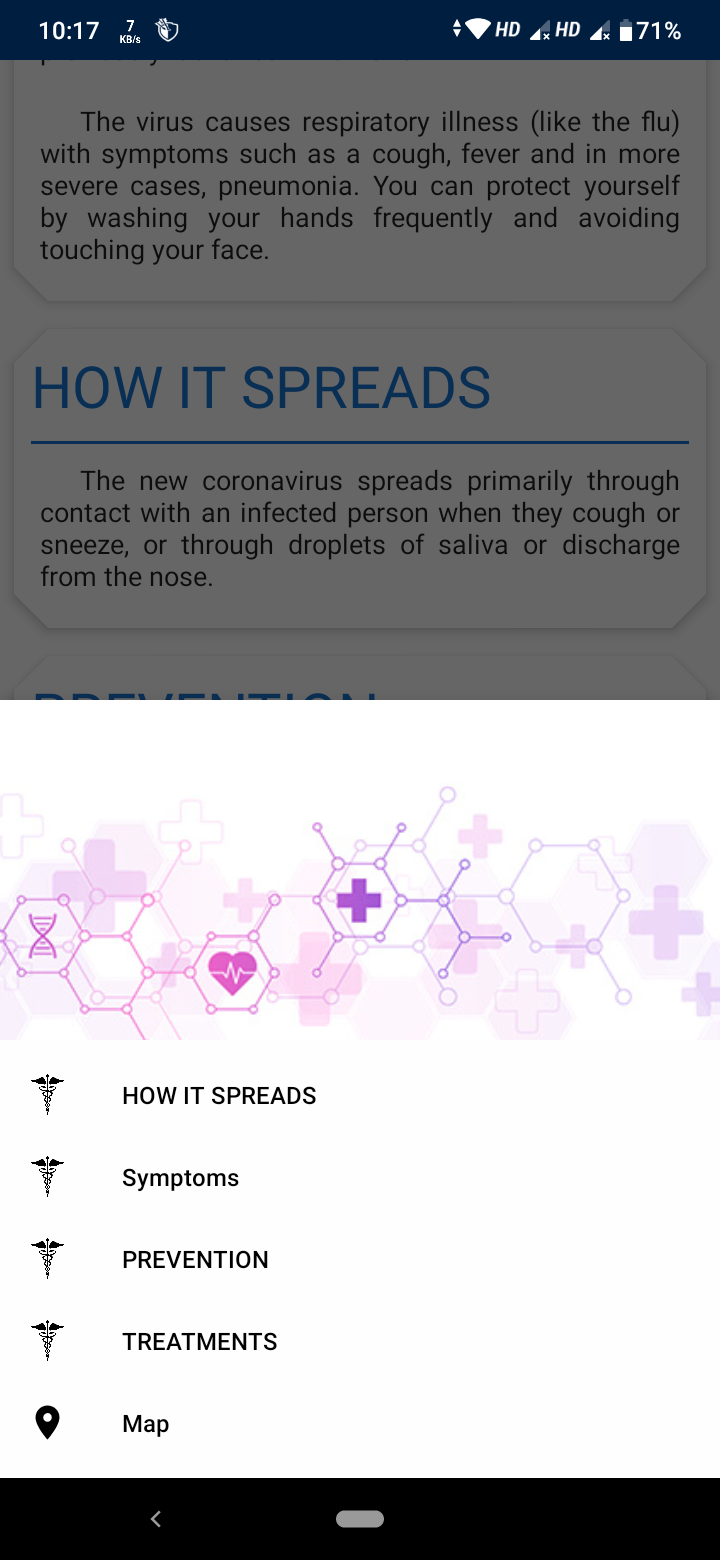 10:17 7 KB/s HD HD 71%
The virus causes respiratory illness (like the flu)
with symptoms such as a cough, fever and in more
severe cases, pneumonia. You can protect yourself
by washing your hands frequently and avoiding
touching your face.
HOW IT SPREADS
The new coronavirus spreads primarily through
contact with an infected person when they cough or
sneeze, or through droplets of saliva or discharge
from the nose.
PREVENTION
HOW IT SPREADS
Symptoms
PREVENTION
TREATMENTS
Map